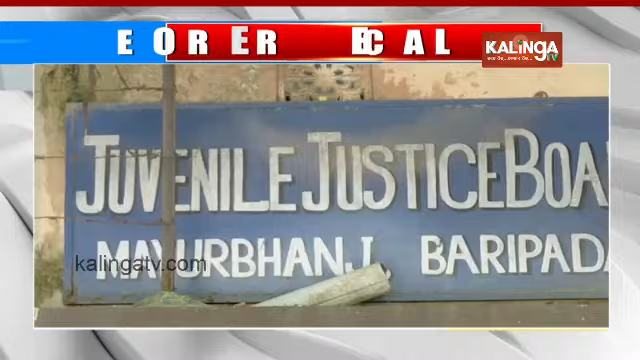 KALINGA TV
JUVENILE JUSTICE BOA
MAYURBHANJ, BARIPADA
kalingatv.com